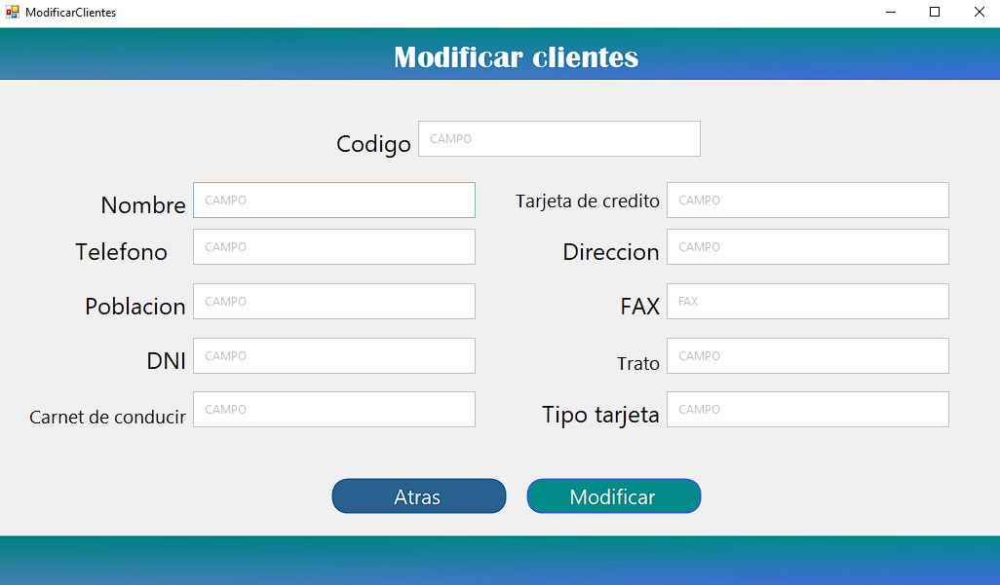 ModificarClientes
Modificar clientes
Codigo CAMPO
Nombre CAMPO Tarjeta de credito CAMPO
Telefono CAMPO Direccion CAMPO
Poblacion CAMPO FAX FAX
DNI CAMPO Trato CAMPO
Carnet de conducir CAMPO Tipo tarjeta CAMPO
Atras Modificar